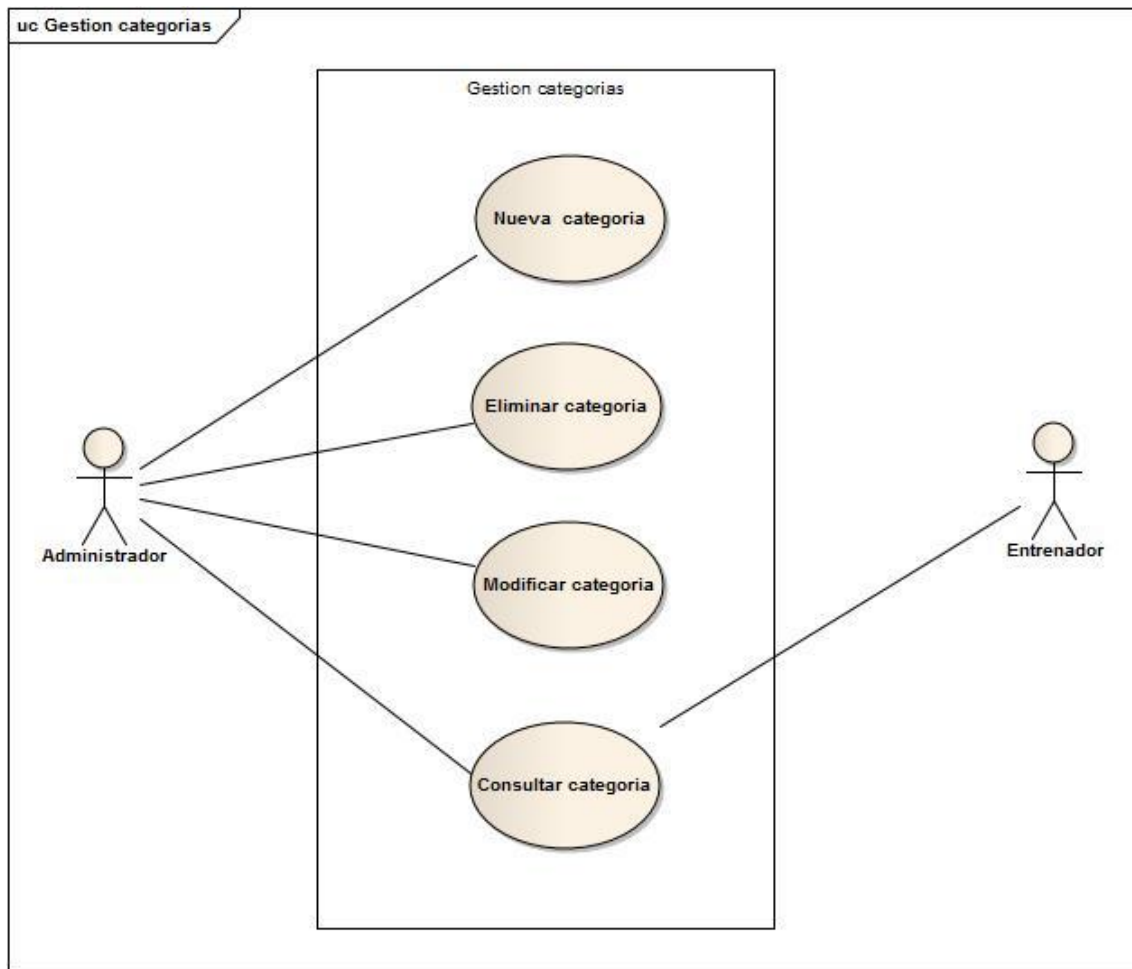 uc Gestion categorias
Gestion categorias
Nueva categoria
Eliminar categoria
Administrador
Entrenador
Modificar categoria
Consultar categoria